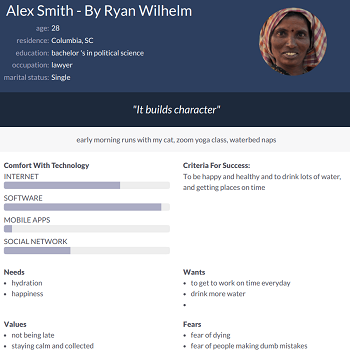 Alex Smith - By Ryan Wilhelm
age: 28
residence: Columbia, SC
education: bachelor 's in political science
occupation: lawyer
marital status: Single
"It builds character"
early morning runs with my cat, zoom yoga class, waterbed naps
Comfort With Technology
INTERNET
SOFTWARE
MOBILE APPS
SOCIAL NETWORK
Criteria For Success:
To be happy and healthy and to drink lots of water,
and getting places on time
Needs
• hydration
• happiness
Wants
• to get to work on time everyday
• drink more water
•
Values
• not being late
• staying calm and collected
Fears
• fear of dying
• fear of people making dumb mistakes